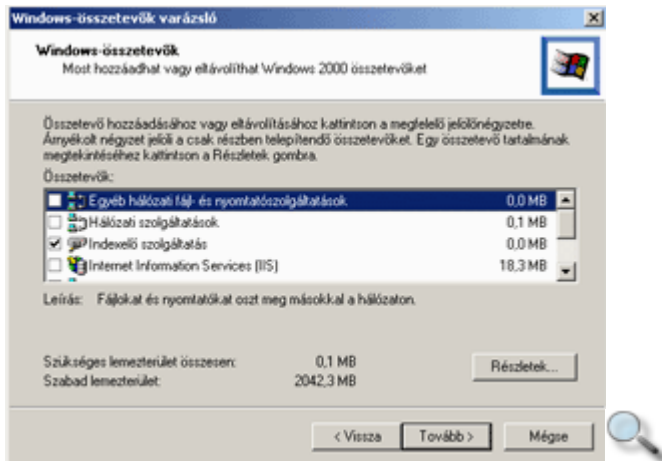 Windows-összetevők varázsló
Windows-összetevők
Most hozzáadhat vagy eltávolíthat Windows 2000 összetevőket
Összetevő hozzáadásához vagy eltávolításához kattintson a megfelelő jelölőnégyzetre.
Árnyékolt négyzet jelöli a csak részben telepítendő összetevőket. Egy összetevő tartalmának
megtekintéséhez kattintson a Részletek gombra.
Összetevők:
Egyéb hálózati fájl- és nyomtatószolgáltatások 0,0 MB
Hálózati szolgáltatások 0,1 MB
Indexelő szolgáltatás 0,0 MB
Internet Information Services (IIS) 18,3 MB
Leírás: Fájlokat és nyomtatókat oszt meg másokkal a hálózaton.
Szükséges lemezterület összesen: 0,1 MB
Szabad lemezterület: 2042,3 MB
Részletek...
< Vissza Tovább > Mégse